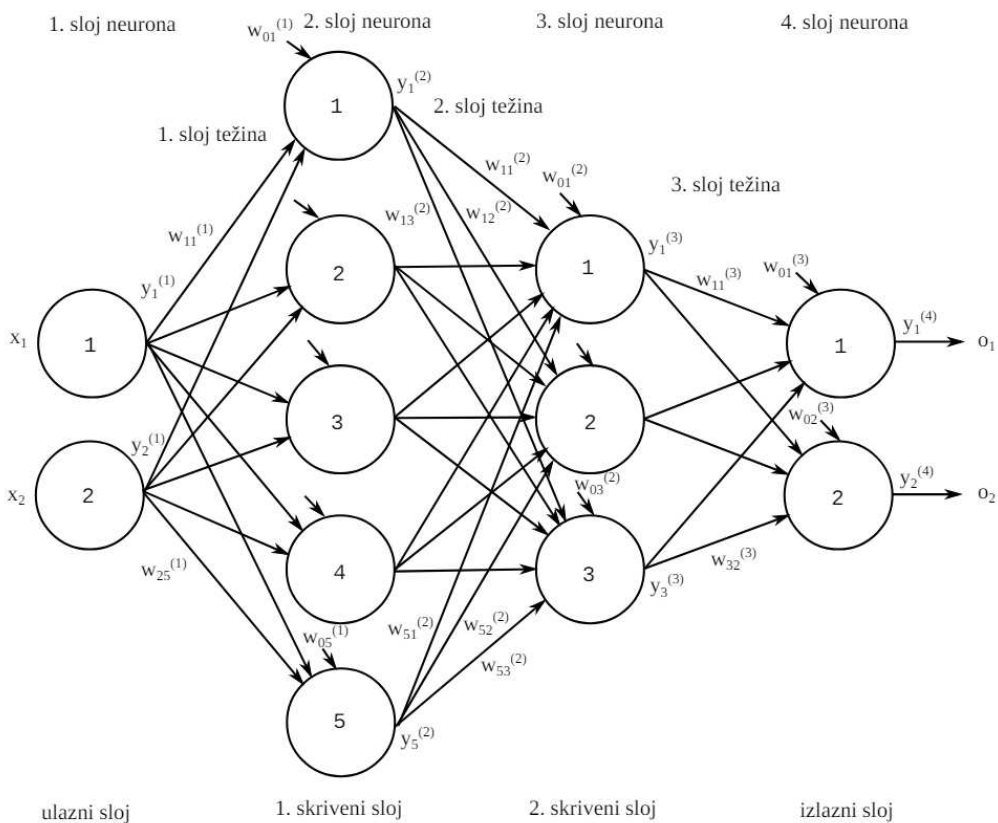 1. sloj neurona
2. sloj neurona
3. sloj neurona
4. sloj neurona
w₀₁⁽¹⁾
y₁⁽²⁾
1
2. sloj težina
1. sloj težina
w₁₁⁽²⁾
w₀₁⁽²⁾
3. sloj težina
w₁₃⁽²⁾
w₁₂⁽²⁾
w₁₁⁽¹⁾
y₁⁽³⁾
2
1
w₀₁⁽³⁾
w₁₁⁽³⁾
y₁⁽¹⁾
y₁⁽⁴⁾
x₁
1
1
o₁
3
2
w₀₂⁽³⁾
y₂⁽¹⁾
w₀₃⁽²⁾
y₂⁽⁴⁾
x₂
2
2
o₂
w₂₅⁽¹⁾
4
3
w₃₂⁽³⁾
y₃⁽³⁾
w₀₅⁽¹⁾
w₅₁⁽²⁾
w₅₂⁽²⁾
w₅₃⁽²⁾
5
y₅⁽²⁾
ulazni sloj
1. skriveni sloj
2. skriveni sloj
izlazni sloj